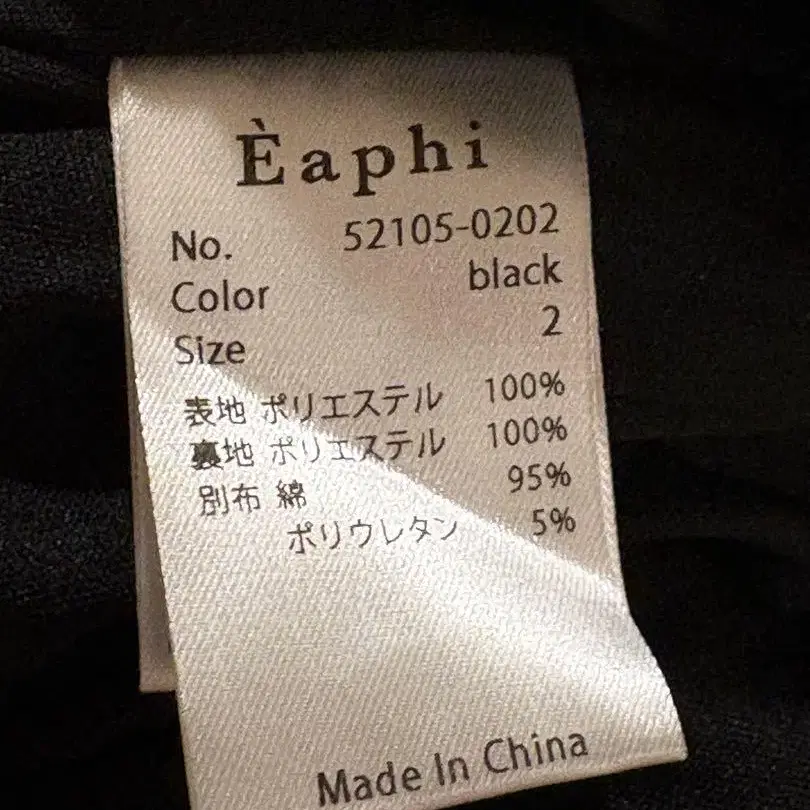 Èaphi
No. 52105-0202
Color black
Size 2
表地 ポリエステル 100%
裏地 ポリエステル 100%
別布 綿 95%
ポリウレタン 5%
Made In China